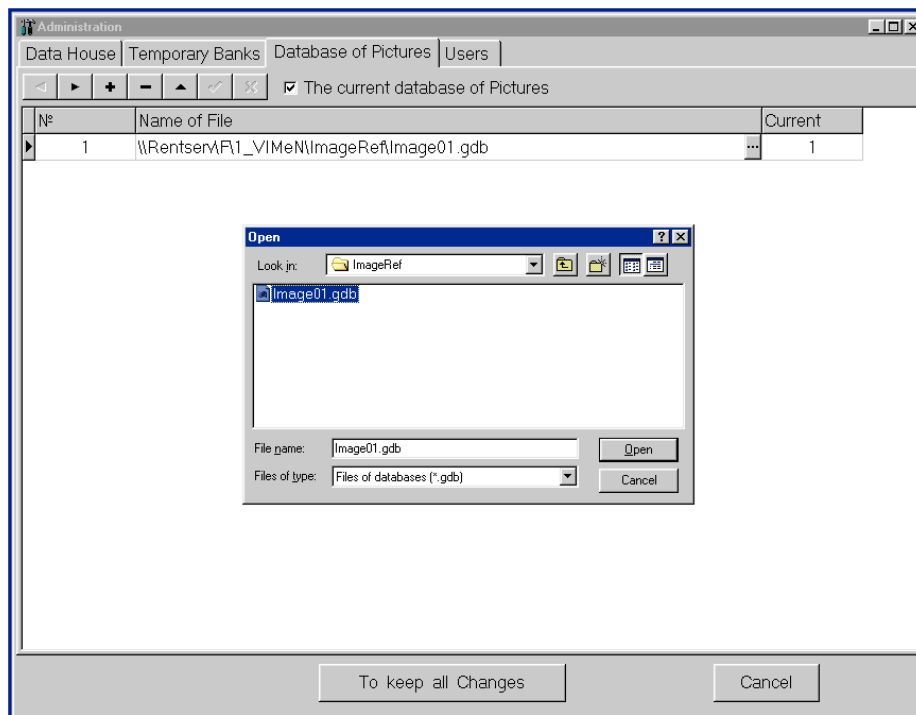 Administration
Data House Temporary Banks Database of Pictures Users
The current database of Pictures
Nº Name of File Current
1 \\Rentserv\F\1_VIMeN\ImageRef\Image01.gdb ... 1
Open
Look in: ImageRef
Image01.gdb
File name: Image01.gdb Open
Files of type: Files of databases (*.gdb) Cancel
To keep all Changes Cancel